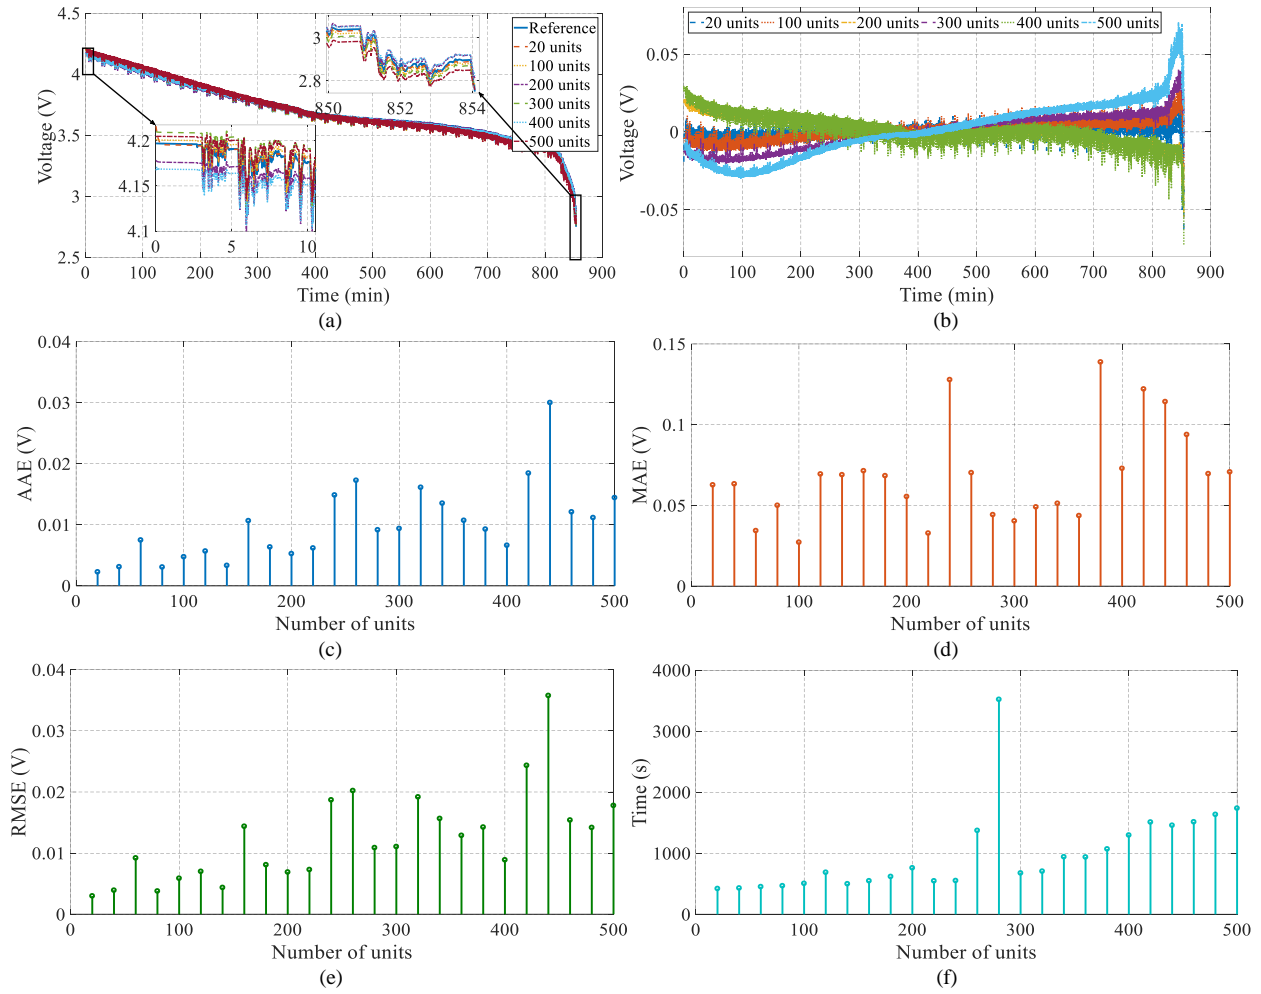 4.5
4
3.5
3
2.5
Voltage (V)
0 100 200 300 400 500 600 700 800 900
Time (min)
(a)
3
2.8
850 852 854
4.2
4.15
4.1
0 5 10
Reference
20 units
100 units
200 units
300 units
400 units
500 units
20 units 100 units 200 units 300 units 400 units 500 units
0.05
0
-0.05
Voltage (V)
0 100 200 300 400 500 600 700 800 900
Time (min)
(b)
0.04
0.03
0.02
0.01
0
AAE (V)
0 100 200 300 400 500
Number of units
(c)
0.15
0.1
0.05
0
MAE (V)
0 100 200 300 400 500
Number of units
(d)
0.04
0.03
0.02
0.01
0
RMSE (V)
0 100 200 300 400 500
Number of units
(e)
4000
3000
2000
1000
0
Time (s)
0 100 200 300 400 500
Number of units
(f)